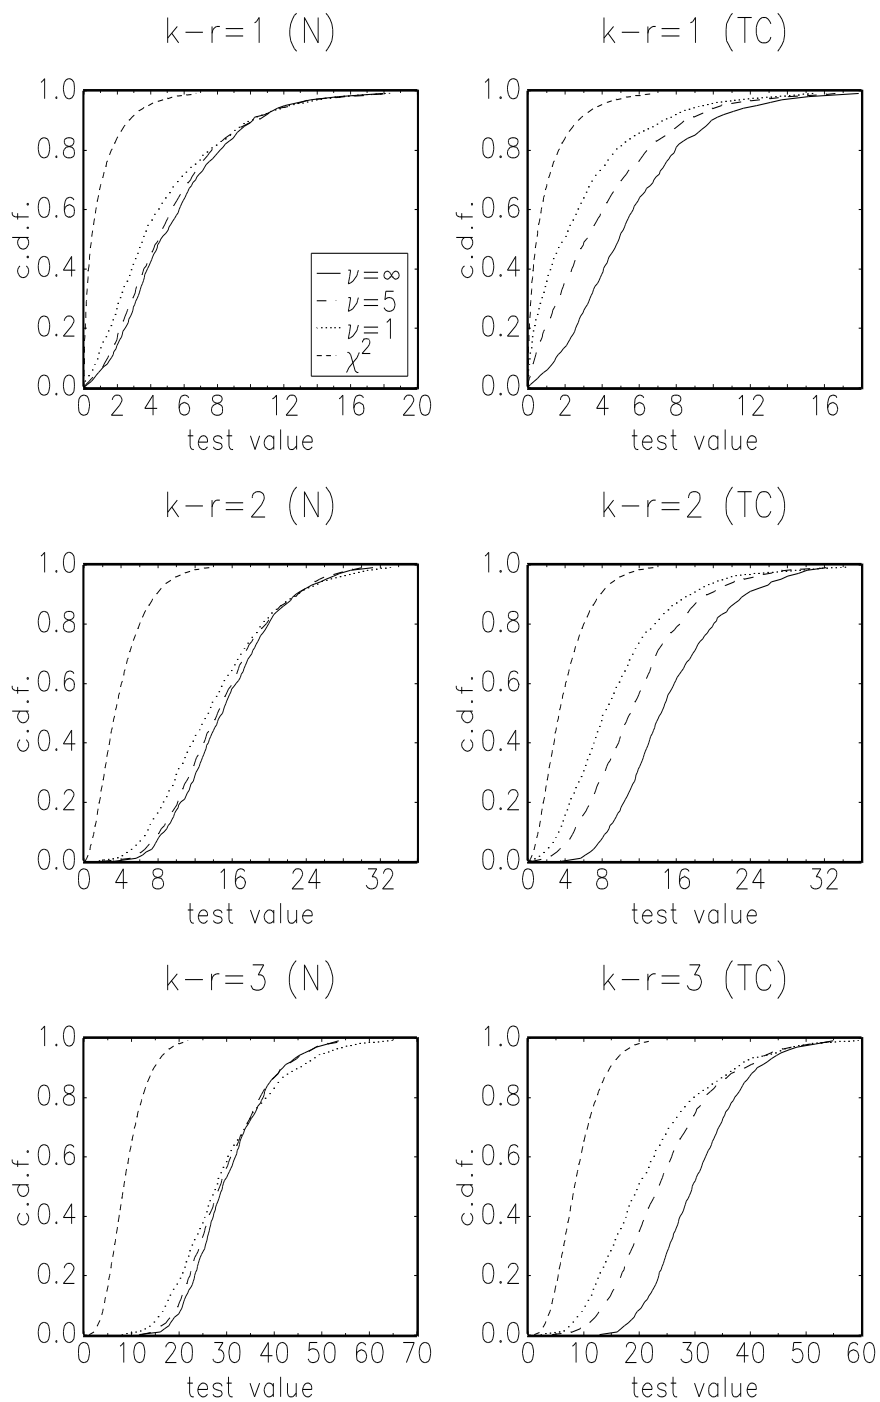 k−r=1 (N)
k−r=1 (TC)
1.0
0.8
0.6
0.4
0.2
0.0
c.d.f.
ν=∞
ν=5
ν=1
χ²
0 2 4 6 8 12 16 20
test value
1.0
0.8
0.6
0.4
0.2
0.0
c.d.f.
0 2 4 6 8 12 16
test value
k−r=2 (N)
k−r=2 (TC)
1.0
0.8
0.6
0.4
0.2
0.0
c.d.f.
0 4 8 16 24 32
test value
1.0
0.8
0.6
0.4
0.2
0.0
c.d.f.
0 4 8 16 24 32
test value
k−r=3 (N)
k−r=3 (TC)
1.0
0.8
0.6
0.4
0.2
0.0
c.d.f.
0 10 20 30 40 50 60 70
test value
1.0
0.8
0.6
0.4
0.2
0.0
c.d.f.
0 10 20 30 40 50 60
test value